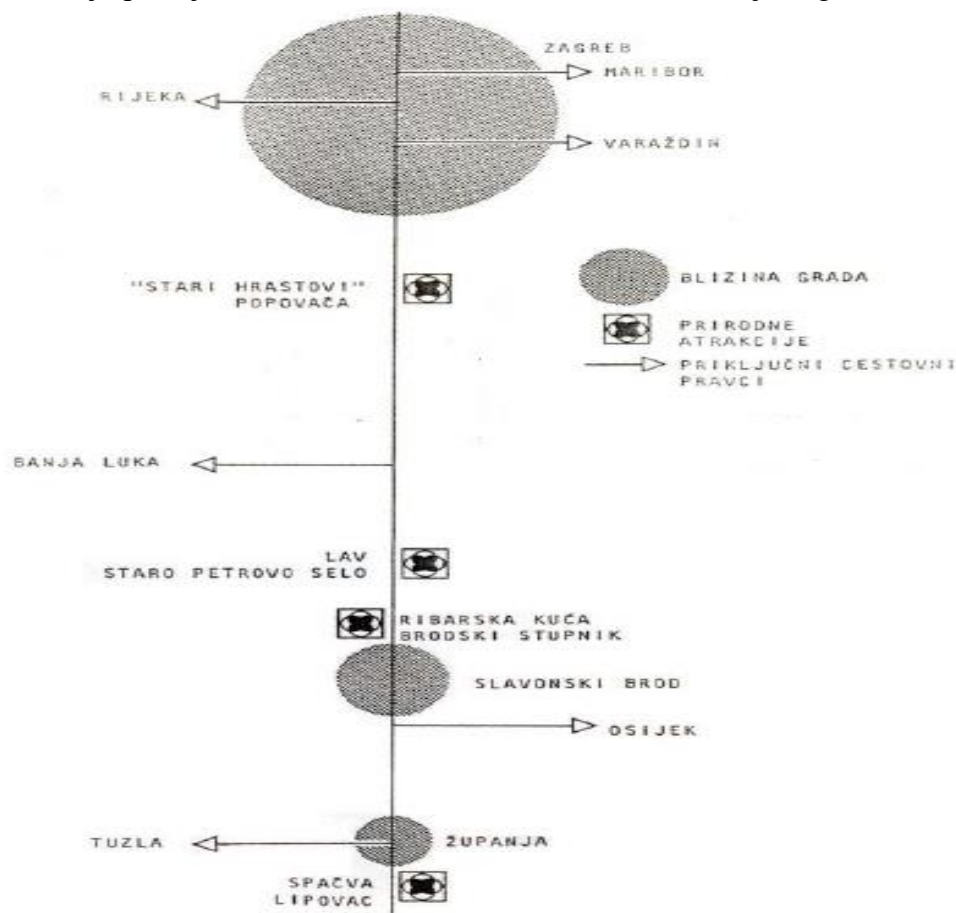 ZAGREB
MARIBOR
RIJEKA
VARAŽDIN
"STARI HRASTOVI"
POPOVAČA
BLIZINA GRADA
PRIRODNE
ATRAKCIJE
PRIKLJUČNI CESTOVNI
PRAVCI
BANJA LUKA
LAV
STARO PETROVO SELO
RIBARSKA KUĆA
BRODSKI STUPNIK
SLAVONSKI BROD
OSIJEK
TUZLA
ŽUPANJA
SPAČVA
LIPOVAC